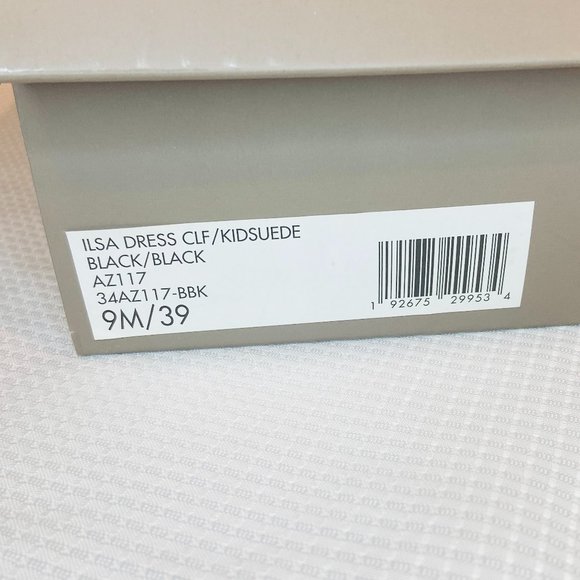 ILSA DRESS CLF/KIDSUEDE
BLACK/BLACK
AZ117
34AZ117-BBK
9M/39
1 92675 29953 4